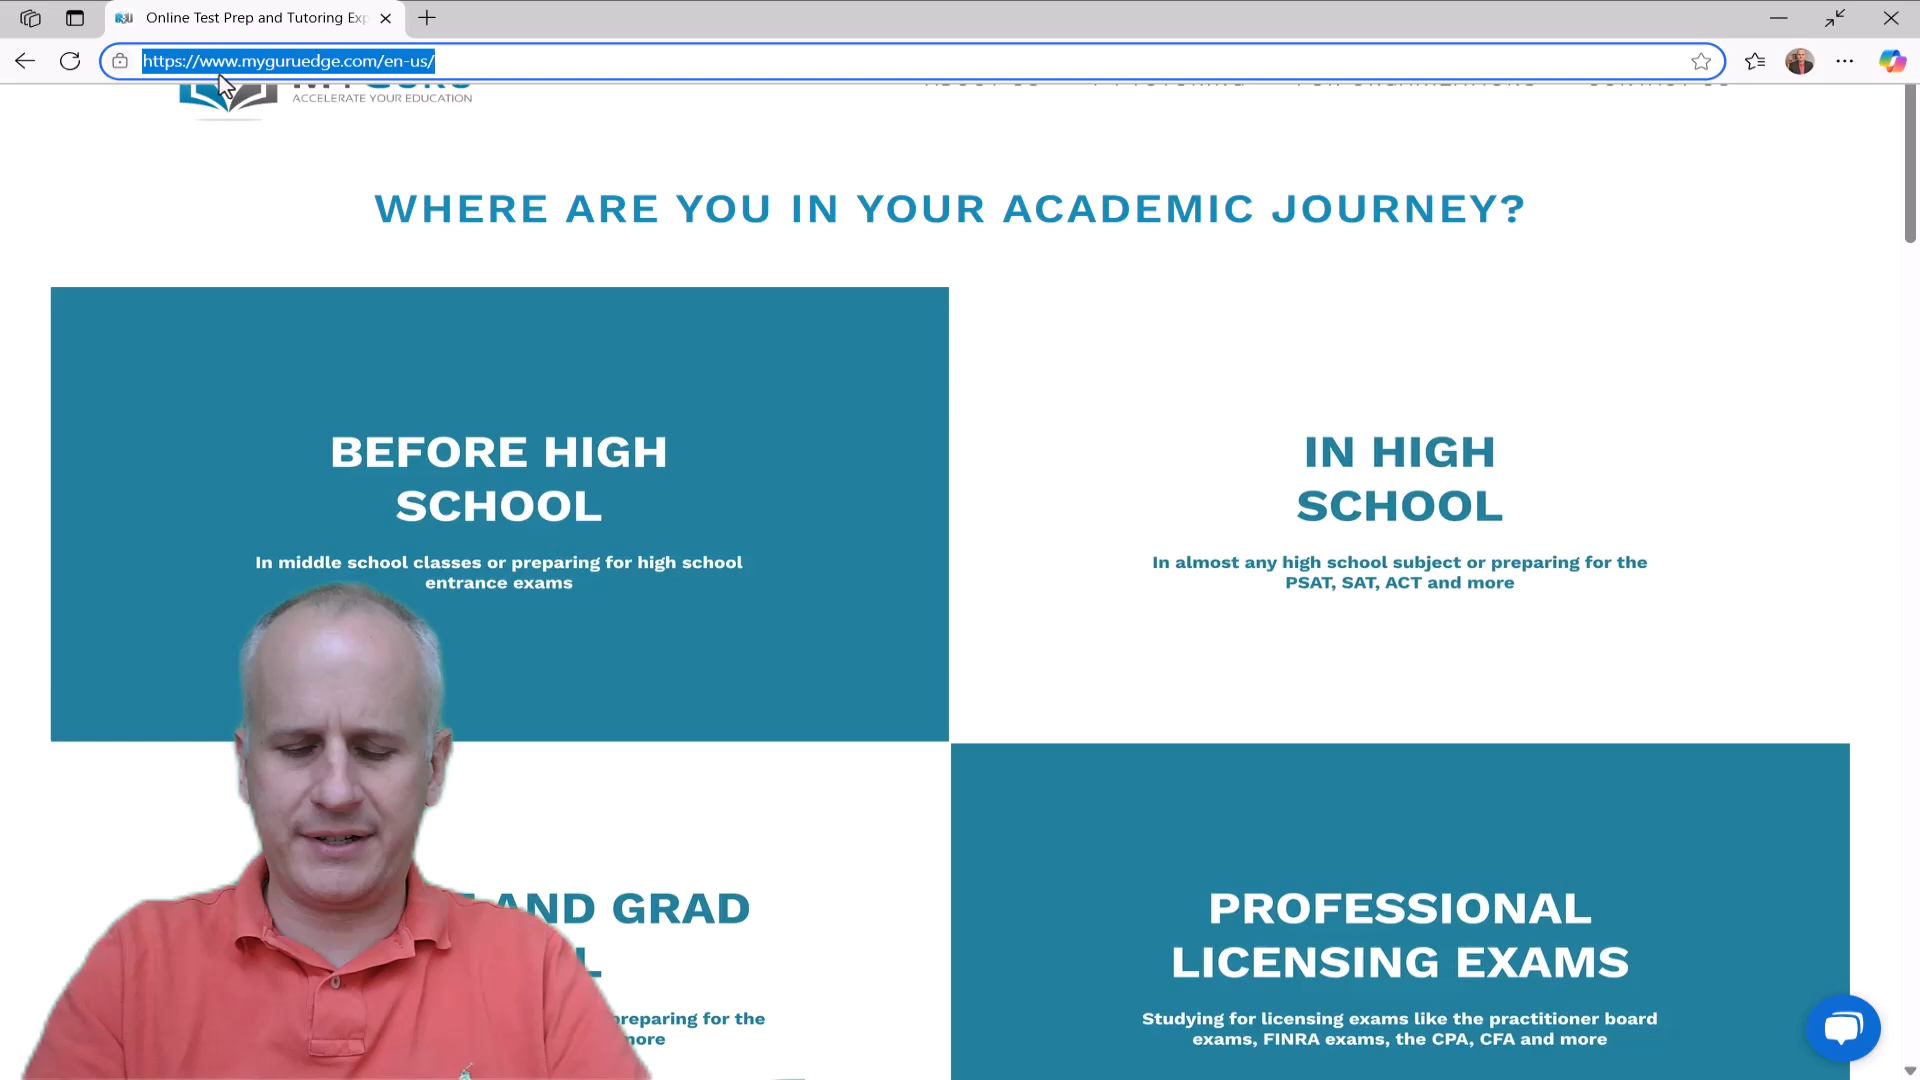 Online Test Prep and Tutoring Exp
https://www.myguruedge.com/en-us/
ACCELERATE YOUR EDUCATION
WHERE ARE YOU IN YOUR ACADEMIC JOURNEY?
BEFORE HIGH
SCHOOL
In middle school classes or preparing for high school
entrance exams
IN HIGH
SCHOOL
In almost any high school subject or preparing for the
PSAT, SAT, ACT and more
AND GRAD
preparing for the
more
PROFESSIONAL
LICENSING EXAMS
Studying for licensing exams like the practitioner board
exams, FINRA exams, the CPA, CFA and more